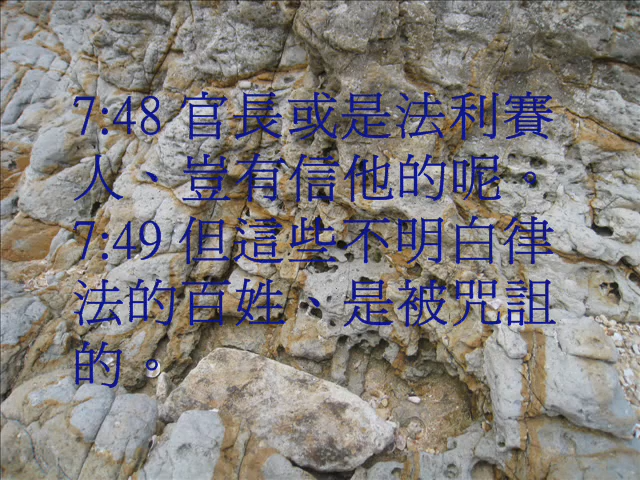 7:48 官長或是法利賽
人、豈有信他的呢。
7:49 但這些不明白律
法的百姓、是被咒詛
的。